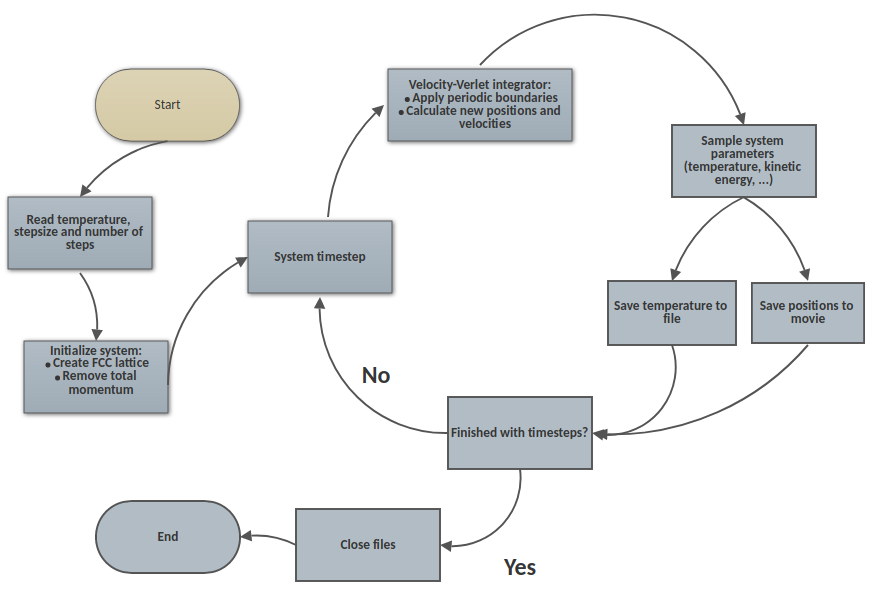 Start
Read temperature,
stepsize and number of
steps
Initialize system:
• Create FCC lattice
• Remove total
momentum
System timestep
Velocity-Verlet integrator:
• Apply periodic boundaries
• Calculate new positions and
velocities
Sample system
parameters
(temperature, kinetic
energy, ...)
Save temperature to
file
Save positions to
movie
Finished with timesteps?
No
Yes
Close files
End